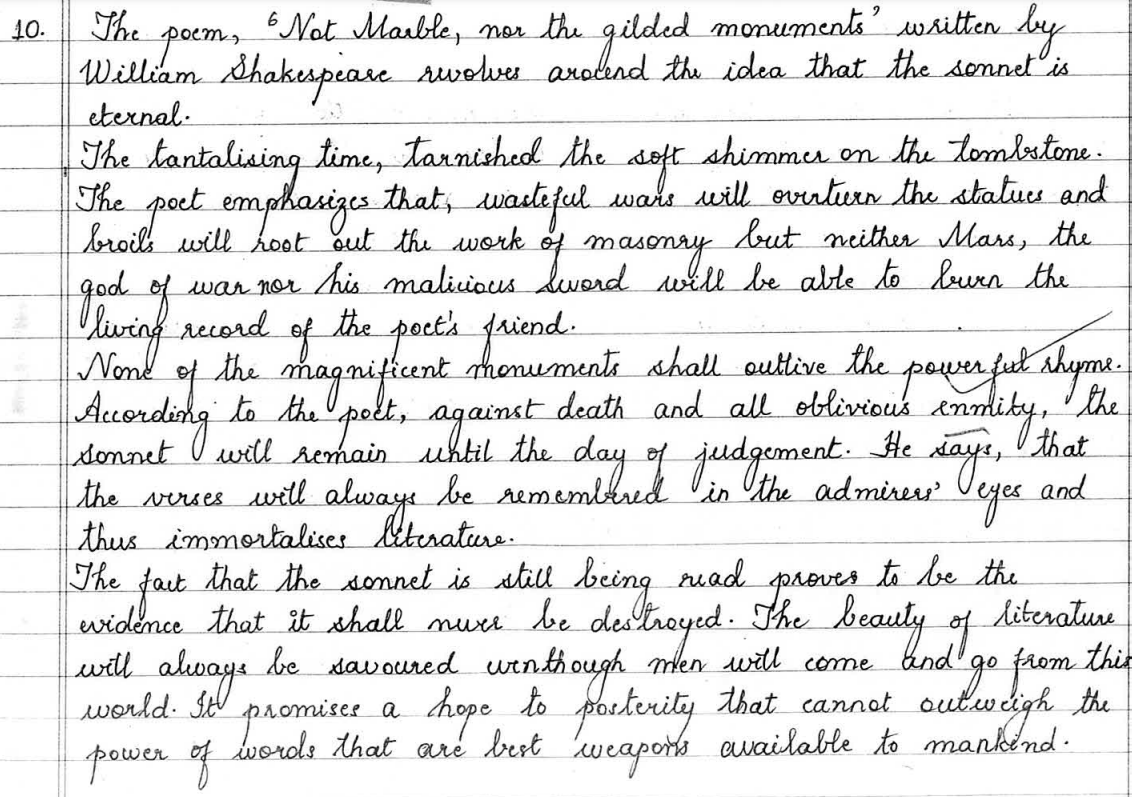 10. The poem, 'Not Marble, nor the gilded monuments' written by
William Shakespeare revolves around the idea that the sonnet is
eternal.
The tantalising time, tarnished the soft shimmer on the tombstone.
The poet emphasizes that, wasteful wars will overturn the statues and
broils will root out the work of masonry but neither Mars, the
god of war nor his malicious sword will be able to burn the
living record of the poet's friend.
None of the magnificent monuments shall outlive the powerful rhyme.
According to the poet, against death and all oblivious enmity, the
sonnet will remain until the day of judgement. He says, that
the verses will always be remembered in the admirers' eyes and
thus immortalises literature.
The fact that the sonnet is still being read proves to be the
evidence that it shall never be destroyed. The beauty of literature
will always be savoured eventhough men will come and go from this
world. It promises a hope to posterity that cannot outweigh the
power of words that are best weapons available to mankind.